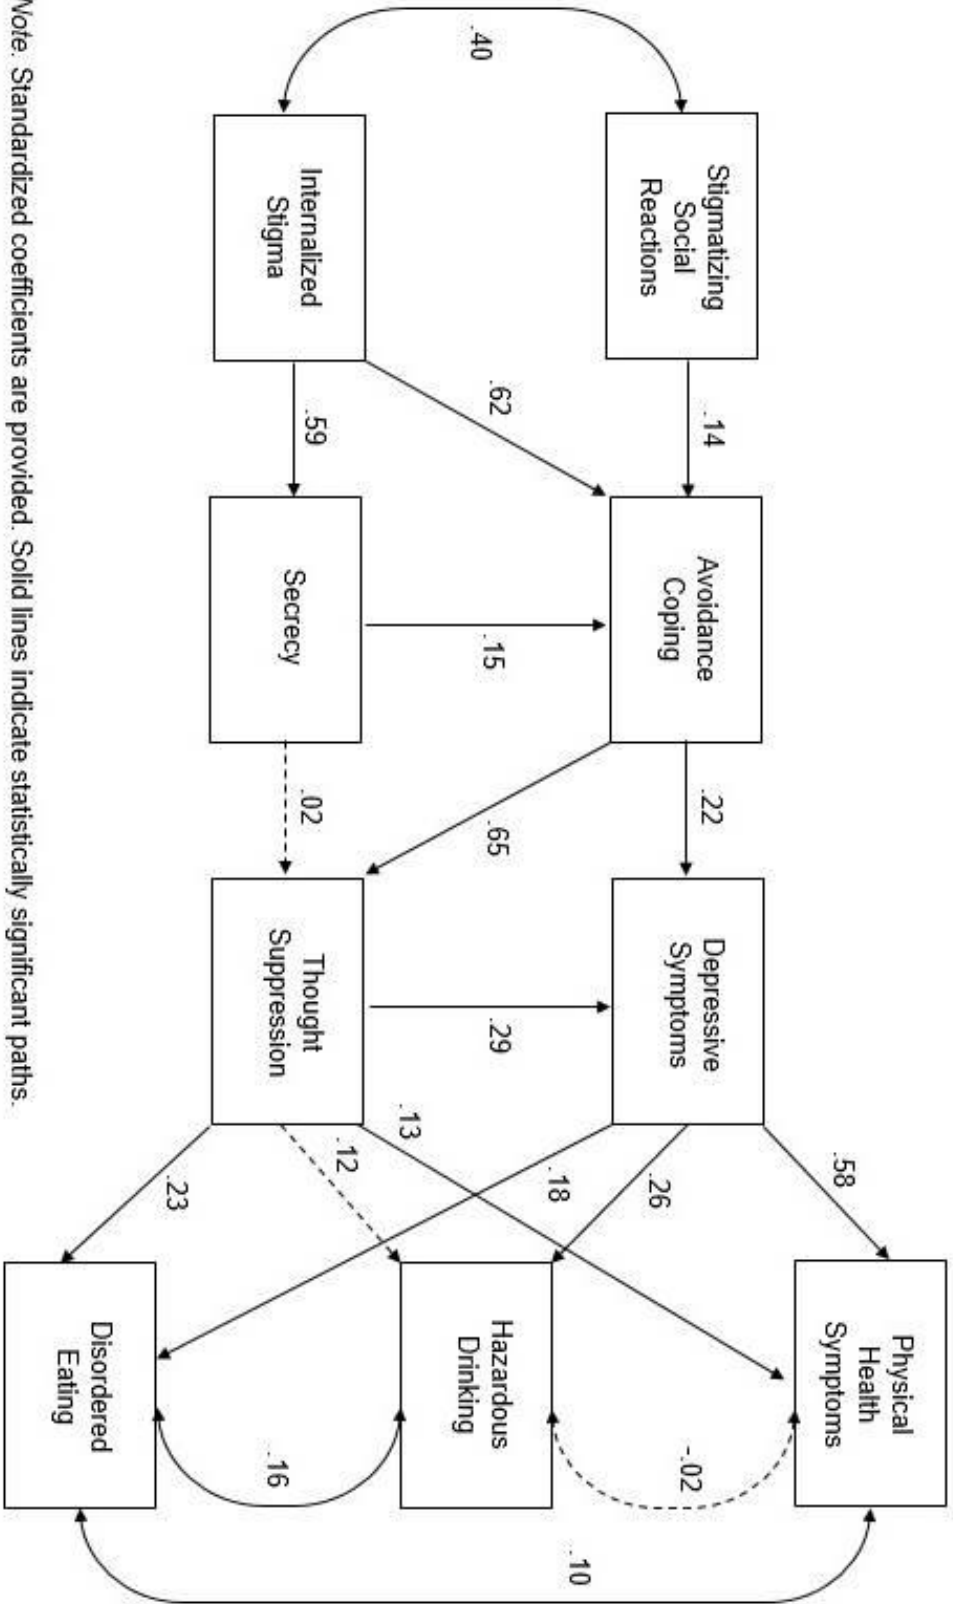 Stigmatizing
Social
Reactions
.14
Avoidance
Coping
.22
Depressive
Symptoms
.58
Physical
Health
Symptoms
.40
.62
.15
.65
.29
.26
.18
.13
.12
-.02
Hazardous
Drinking
.10
Internalized
Stigma
.59
Secrecy
.02
Thought
Suppression
.23
.16
Disordered
Eating
Note. Standardized coefficients are provided. Solid lines indicate statistically significant paths.